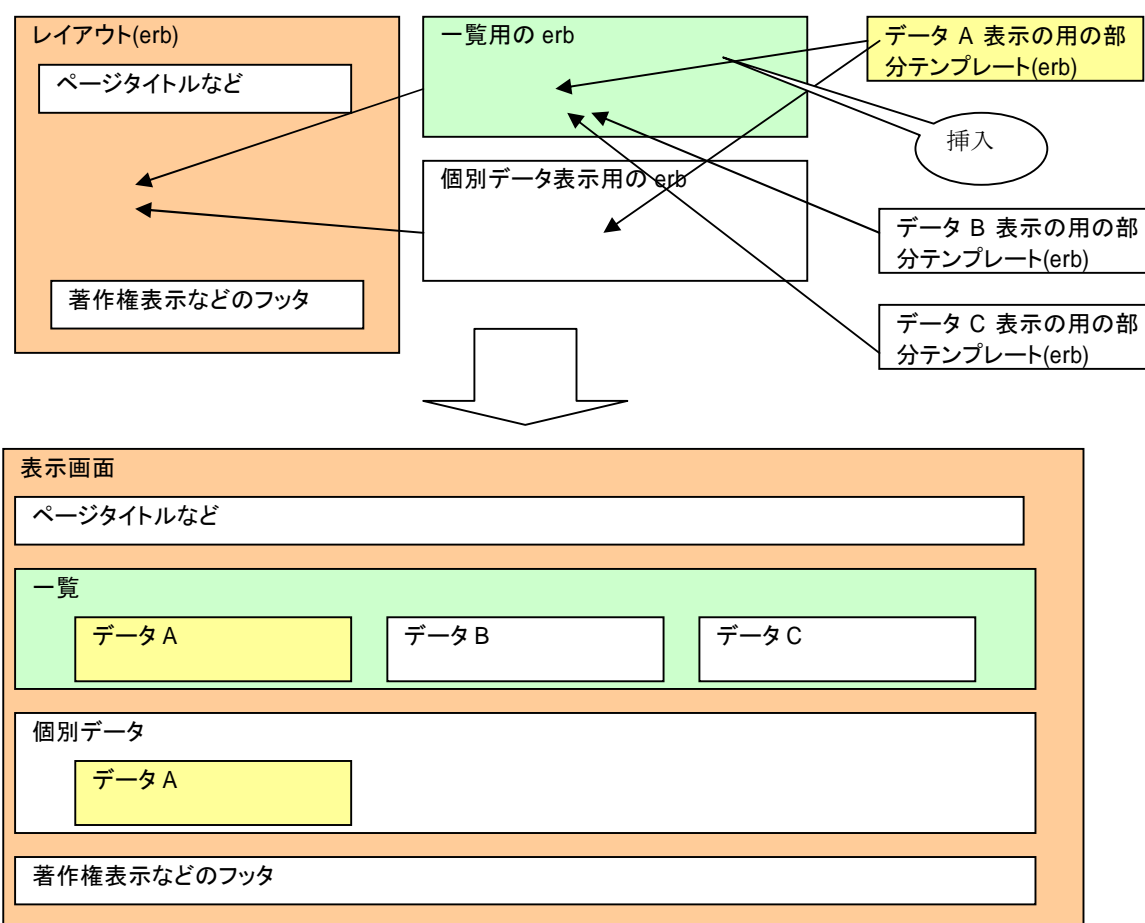 レイアウト(erb)
ページタイトルなど
著作権表示などのフッタ
一覧用の erb
個別データ表示用の erb
データ A 表示の用の部
分テンプレート(erb)
挿入
データ B 表示の用の部
分テンプレート(erb)
データ C 表示の用の部
分テンプレート(erb)
表示画面
ページタイトルなど
一覧
データ A
データ B
データ C
個別データ
データ A
著作権表示などのフッタ